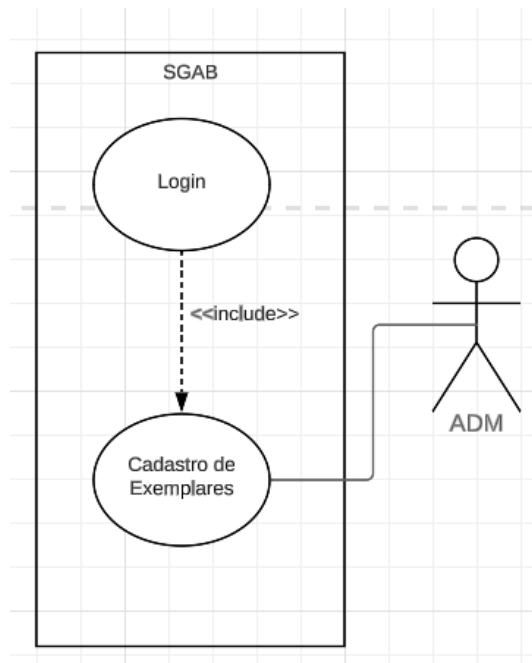 SGAB
Login
<<include>>
Cadastro de
Exemplares
ADM